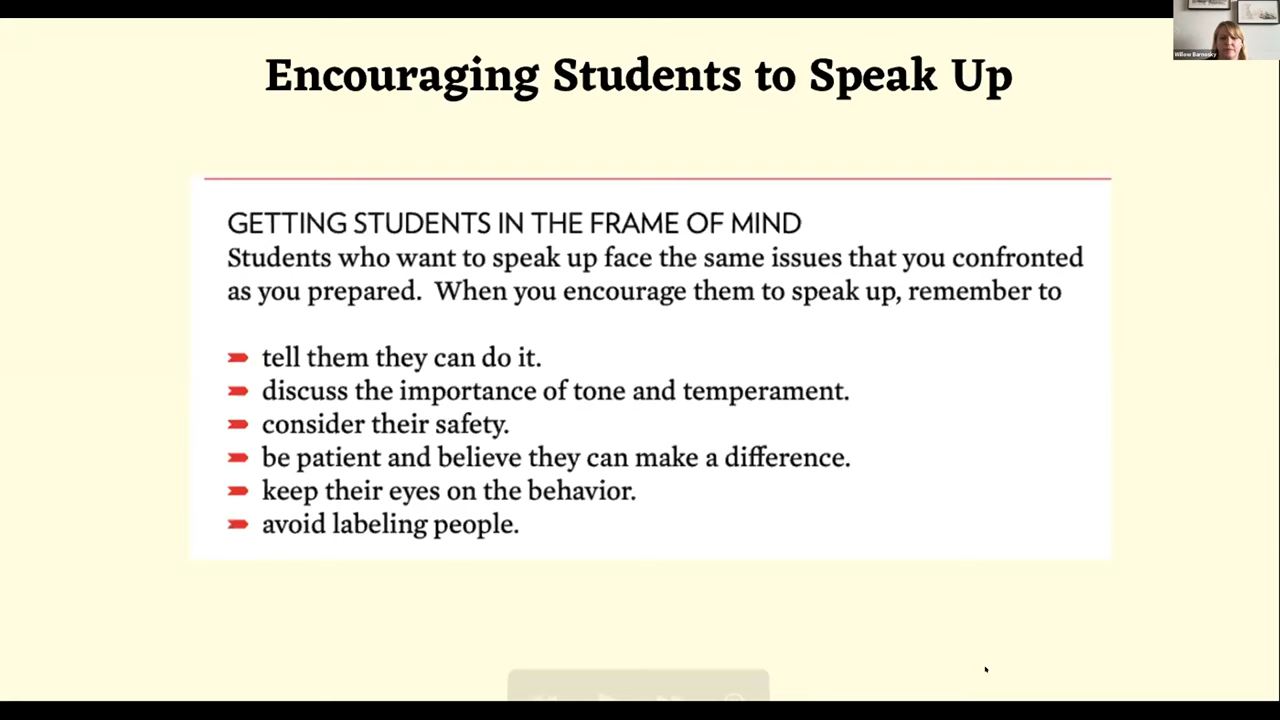 Encouraging Students to Speak Up
Willow Barnosky
GETTING STUDENTS IN THE FRAME OF MIND
Students who want to speak up face the same issues that you confronted
as you prepared.  When you encourage them to speak up, remember to
tell them they can do it.
discuss the importance of tone and temperament.
consider their safety.
be patient and believe they can make a difference.
keep their eyes on the behavior.
avoid labeling people.